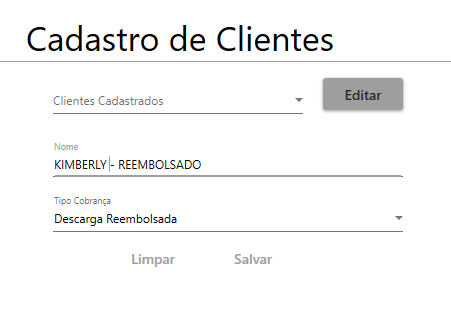 Cadastro de Clientes
Clientes Cadastrados
Editar
Nome
KIMBERLY - REEMBOLSADO
Tipo Cobrança
Descarga Reembolsada
Limpar Salvar